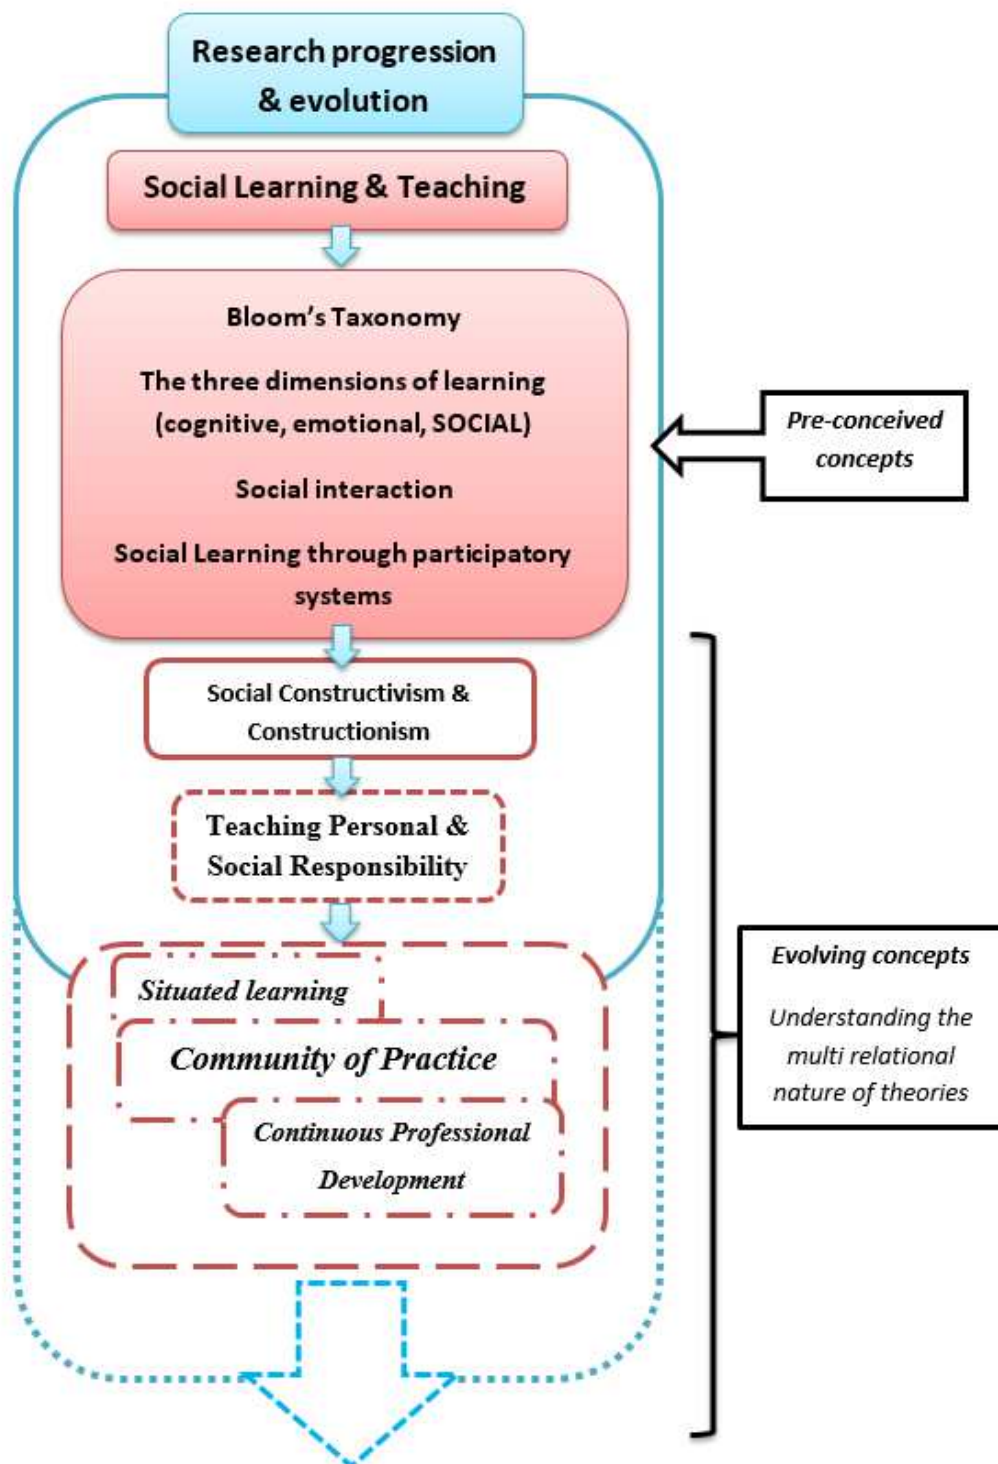 Research progression
& evolution
Social Learning & Teaching
Bloom's Taxonomy
The three dimensions of learning
(cognitive, emotional, SOCIAL)
Social interaction
Social Learning through participatory
systems
Pre-conceived
concepts
Social Constructivism &
Constructionism
Teaching Personal &
Social Responsibility
Situated learning
Community of Practice
Continuous Professional
Development
Evolving concepts
Understanding the
multi relational
nature of theories